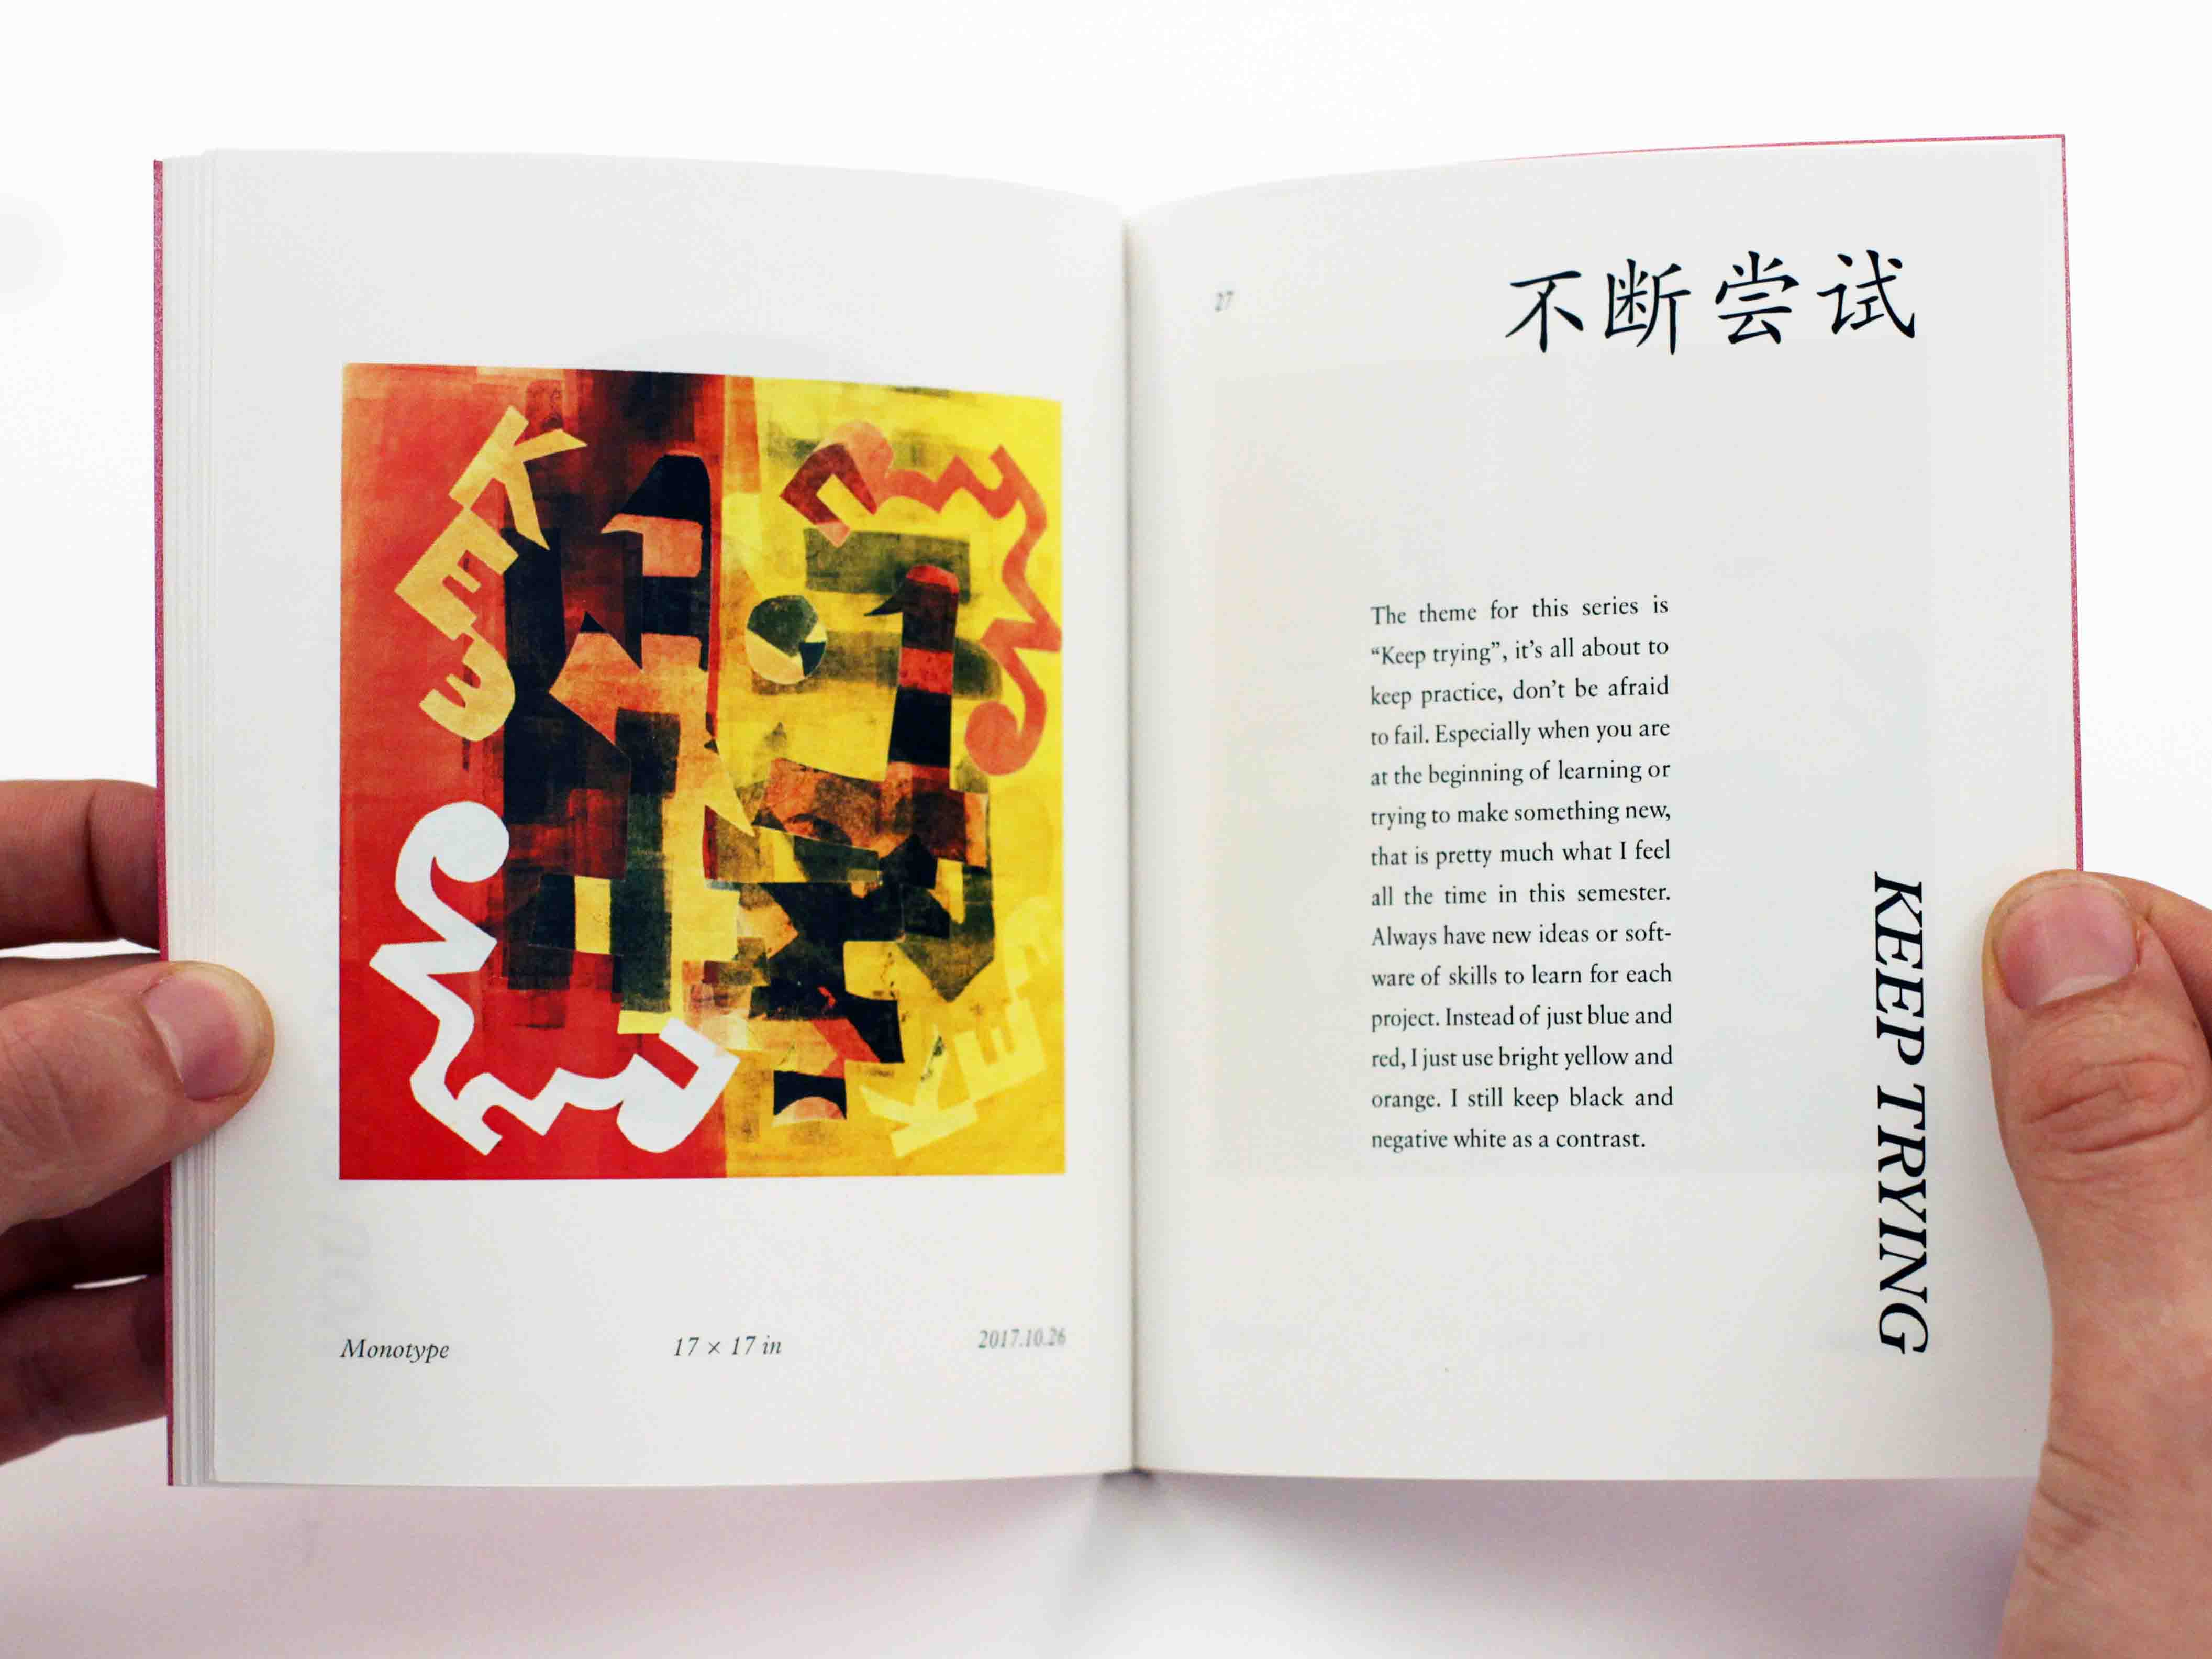 KEEP
Monotype
17 × 17 in
2017.10.26
27
不断尝试
The theme for this series is
“Keep trying”, it’s all about to
keep practice, don’t be afraid
to fail. Especially when you are
at the beginning of learning or
trying to make something new,
that is pretty much what I feel
all the time in this semester.
Always have new ideas or soft-
ware of skills to learn for each
project. Instead of just blue and
red, I just use bright yellow and
orange. I still keep black and
negative white as a contrast.
KEEP TRYING